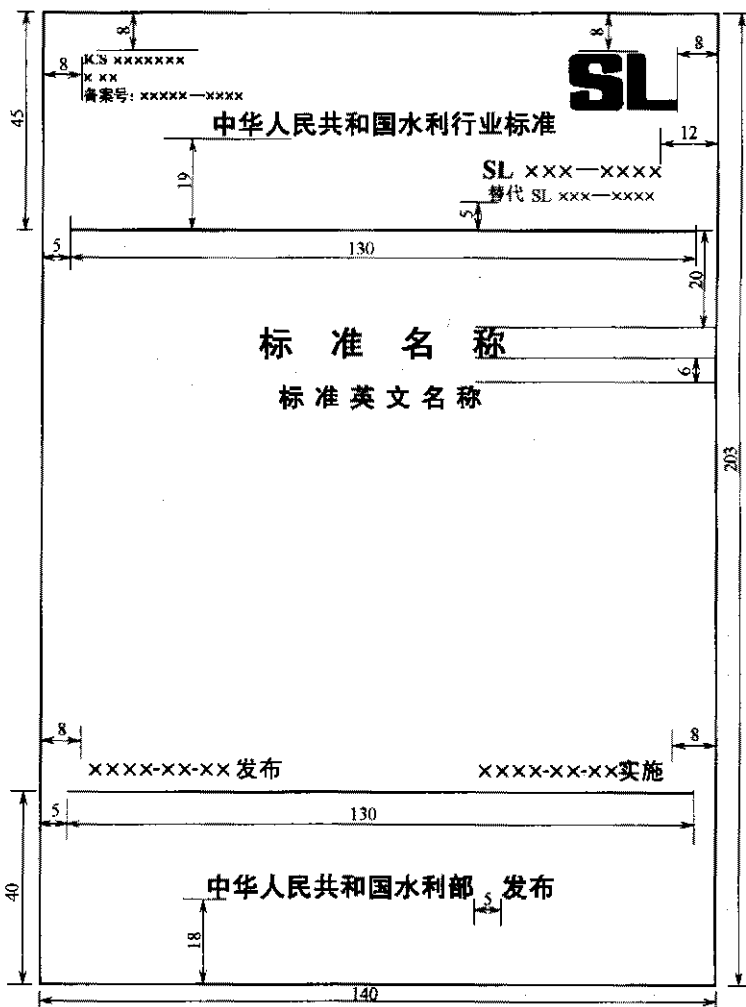 8
8
8
8
45
ICS ×××××××
× ××
备案号: ×××××—××××
SL
中华人民共和国水利行业标准
12
19
SL ×××—××××
替代 SL ×××—××××
5
5
130
20
标 准 名 称
6
标 准 英 文 名 称
203
8
8
××××-××-×× 发布
××××-××-××实施
5
130
40
中华人民共和国水利部 发布
5
18
140